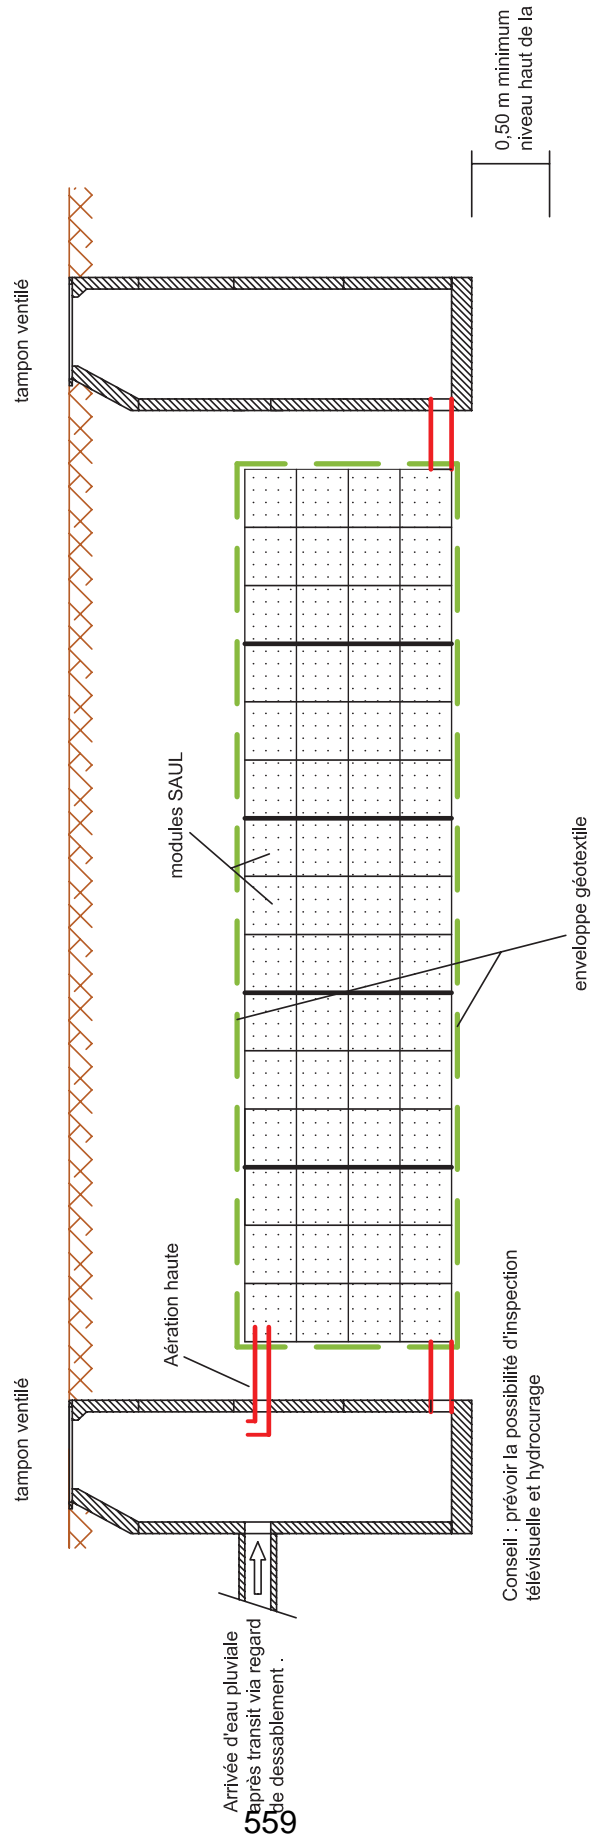 tampon ventilé
tampon ventilé
Aération haute
modules SAUL
enveloppe géotextile
Arrivée d'eau pluviale
après transit via regard
de dessablement .
Conseil : prévoir la possibilité d'inspection
télévisuelle et hydrocurage
0,50 m minimum
niveau haut de la
559